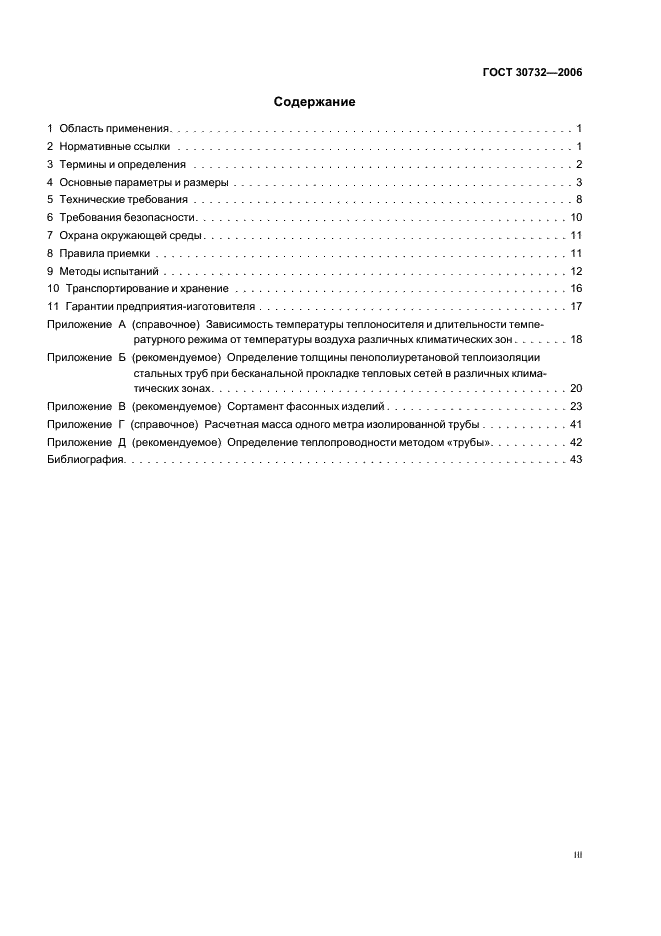 ГОСТ 30732—2006
Содержание
1 Область применения. . . . . . . . . . . . . . . . . . . . 1
2 Нормативные ссылки . . . . . . . . . . . . . . . . . . . . 1
3 Термины и определения . . . . . . . . . . . . . . . . . . . . 2
4 Основные параметры и размеры . . . . . . . . . . . . . . . . . . . . 3
5 Технические требования . . . . . . . . . . . . . . . . . . . . 8
6 Требования безопасности. . . . . . . . . . . . . . . . . . . . 10
7 Охрана окружающей среды. . . . . . . . . . . . . . . . . . . . 11
8 Правила приемки . . . . . . . . . . . . . . . . . . . . 11
9 Методы испытаний . . . . . . . . . . . . . . . . . . . . 12
10 Транспортирование и хранение . . . . . . . . . . . . . . . . . . . . 16
11 Гарантии предприятия-изготовителя . . . . . . . . . . . . . . . . . . . . 17
Приложение А (справочное) Зависимость температуры теплоносителя и длительности темпе-
ратурного режима от температуры воздуха различных климатических зон . . . . . . . 18
Приложение Б (рекомендуемое) Определение толщины пенополиуретановой теплоизоляции
стальных труб при бесканальной прокладке тепловых сетей в различных клима-
тических зонах. . . . . . . . . . . . . . . . . . . . 20
Приложение В (рекомендуемое) Сортамент фасонных изделий . . . . . . . . . . . . . . . . . . . . 23
Приложение Г (справочное) Расчетная масса одного метра изолированной трубы . . . . . . . . . . . 41
Приложение Д (рекомендуемое) Определение теплопроводности методом «трубы». . . . . . . . . . 42
Библиография. . . . . . . . . . . . . . . . . . . . 43
III